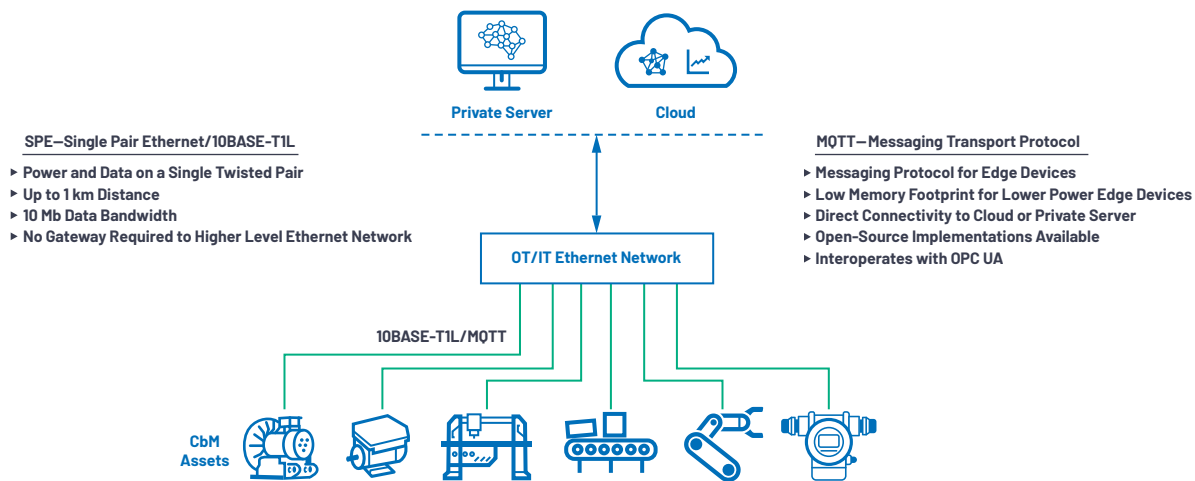 Private Server
Cloud
SPE—Single Pair Ethernet/10BASE-T1L
▸ Power and Data on a Single Twisted Pair
▸ Up to 1 km Distance
▸ 10 Mb Data Bandwidth
▸ No Gateway Required to Higher Level Ethernet Network
MQTT—Messaging Transport Protocol
▸ Messaging Protocol for Edge Devices
▸ Low Memory Footprint for Lower Power Edge Devices
▸ Direct Connectivity to Cloud or Private Server
▸ Open-Source Implementations Available
▸ Interoperates with OPC UA
OT/IT Ethernet Network
10BASE-T1L/MQTT
CbM
Assets